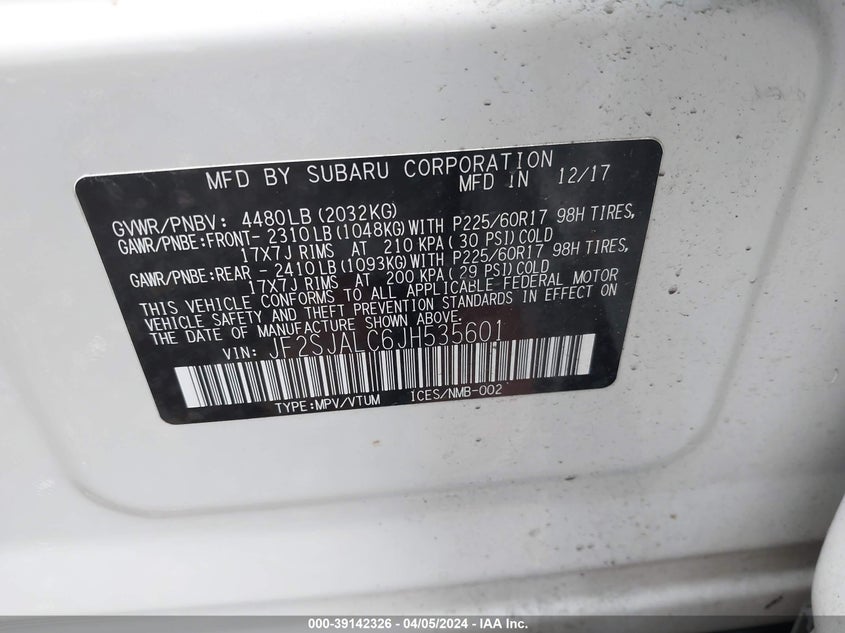 MFD BY SUBARU CORPORATION
MFD IN 12/17
GVWR/PNBV: 4480LB (2032KG)
GAWR/PNBE:FRONT- 2310LB (1048KG) WITH P225/60R17 98H TIRES,
17X7J RIMS AT 210 KPA (30 PSI) COLD
GAWR/PNBE:REAR - 2410LB (1093KG) WITH P225/60R17 98H TIRES,
17X7J RIMS AT 200 KPA (29 PSI) COLD
THIS VEHICLE CONFORMS TO ALL APPLICABLE FEDERAL MOTOR
VEHICLE SAFETY AND THEFT PREVENTION STANDARDS IN EFFECT ON
THE DATE OF MANUFACTURE SHOWN ABOVE.
VIN: JF2SJALC6JH535601
TYPE:MPV/VTUM ICES/NMB-002
000-39142326 - 04/05/2024 - IAA Inc.